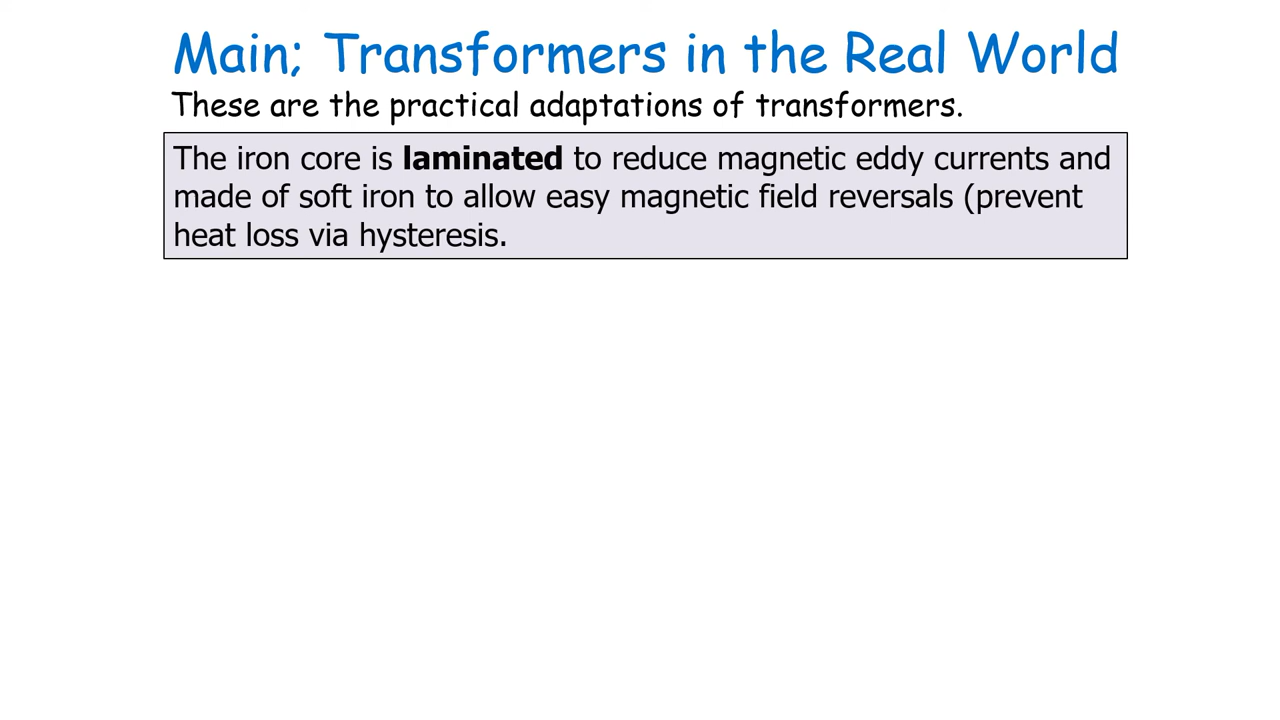 Main; Transformers in the Real World
These are the practical adaptations of transformers.
The iron core is laminated to reduce magnetic eddy currents and
made of soft iron to allow easy magnetic field reversals (prevent
heat loss via hysteresis.